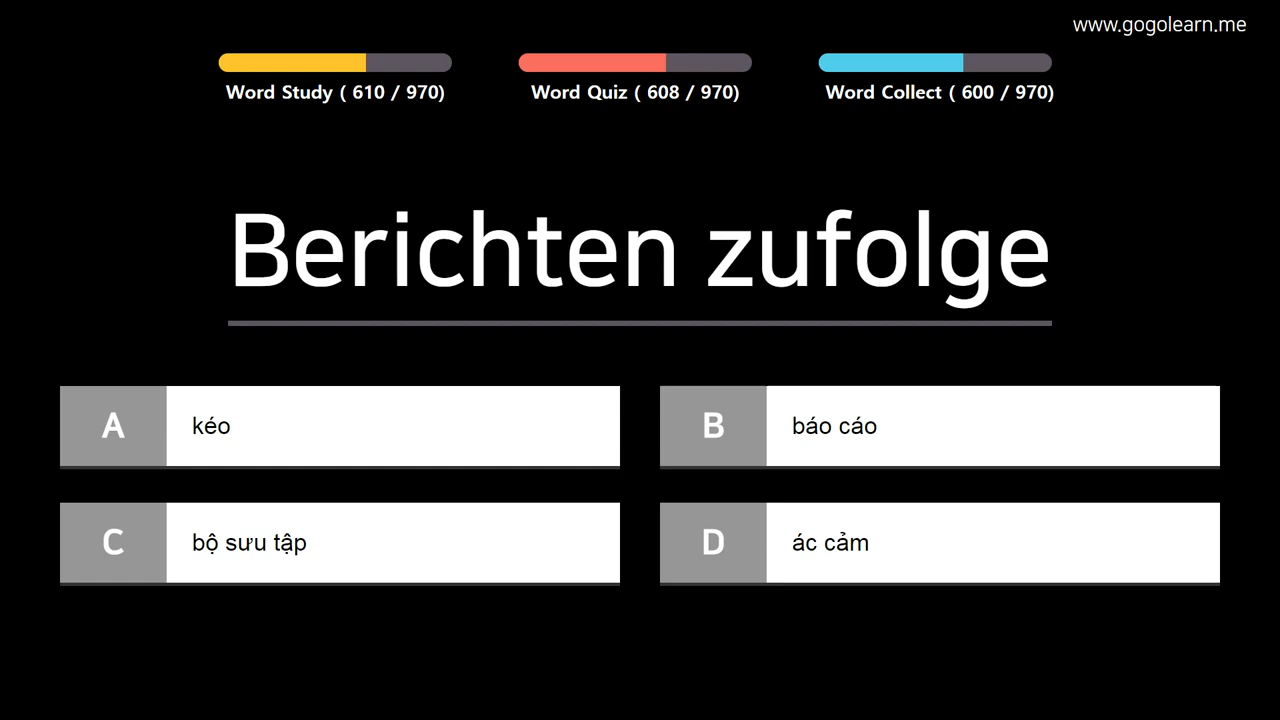 www.gogolearn.me
Word Study ( 610 / 970)
Word Quiz ( 608 / 970)
Word Collect ( 600 / 970)
Berichten zufolge
A kéo
B báo cáo
C bộ sưu tập
D ác cảm